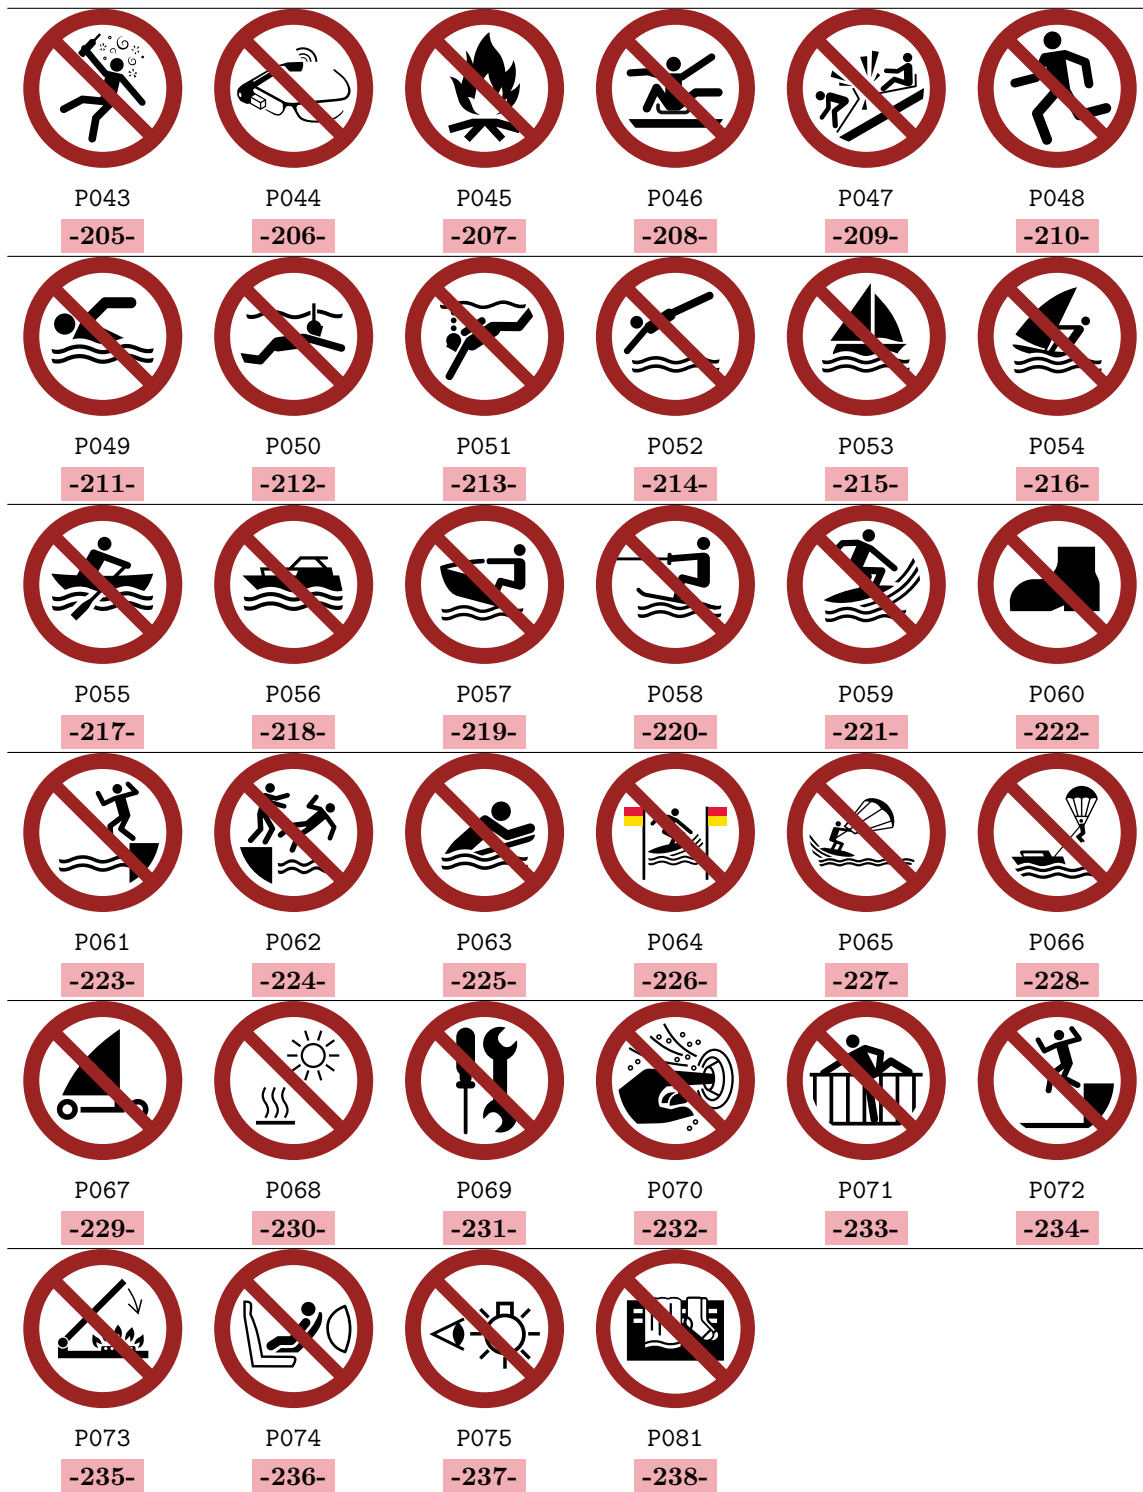 P043 P044 P045 P046 P047 P048
-205- -206- -207- -208- -209- -210-
P049 P050 P051 P052 P053 P054
-211- -212- -213- -214- -215- -216-
P055 P056 P057 P058 P059 P060
-217- -218- -219- -220- -221- -222-
P061 P062 P063 P064 P065 P066
-223- -224- -225- -226- -227- -228-
P067 P068 P069 P070 P071 P072
-229- -230- -231- -232- -233- -234-
P073 P074 P075 P081
-235- -236- -237- -238-